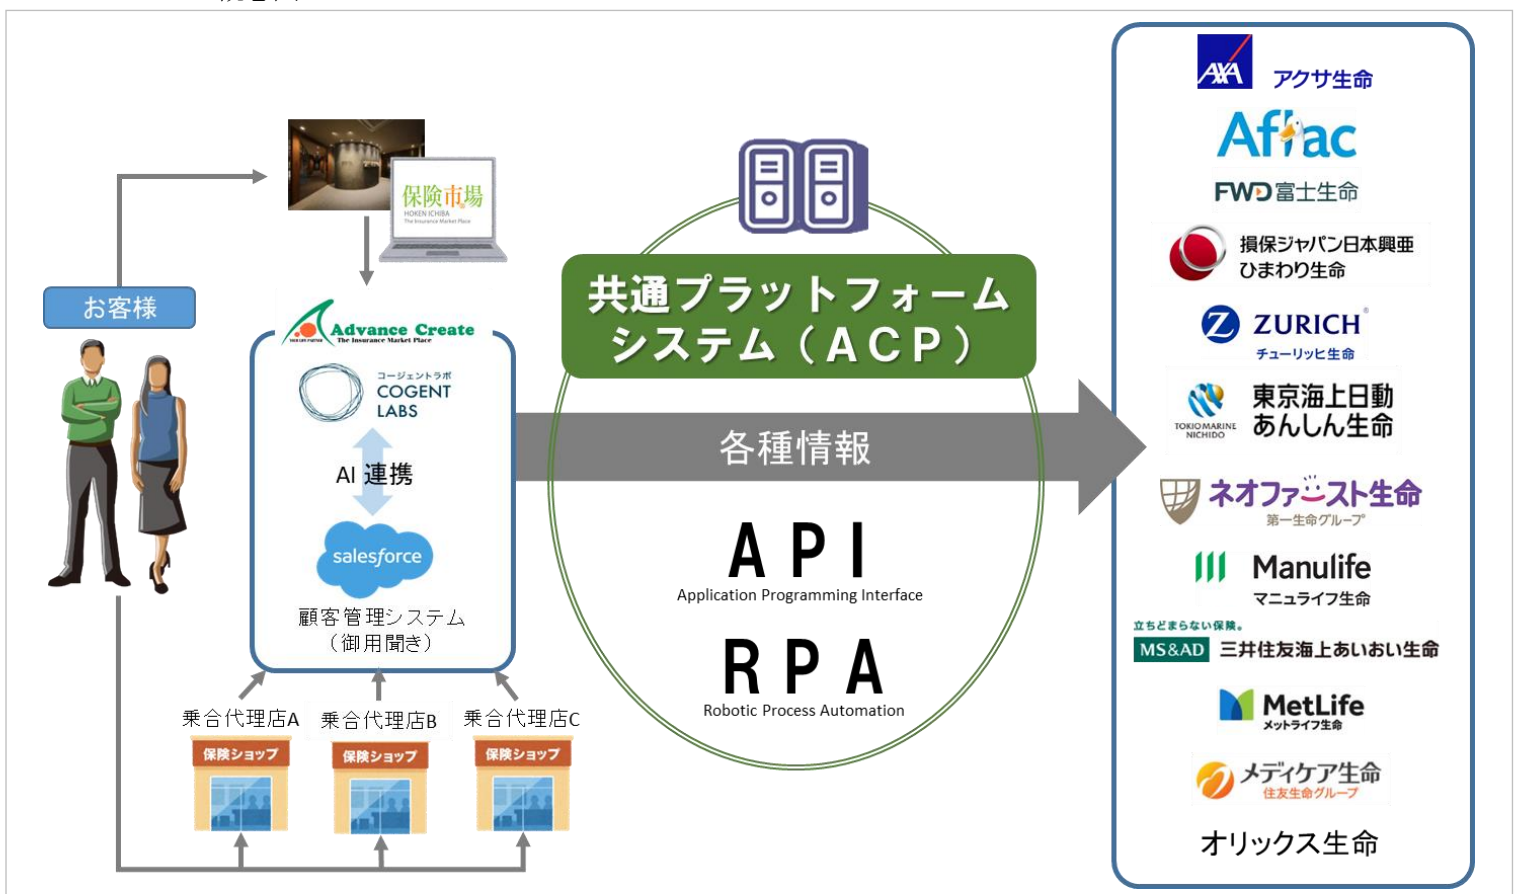 お客様
保険市場
HOKEN ICHIBA
The Insurance Market Place
Advance Create
The Insurance Market Place
コージェントラボ
COGENT
LABS
AI 連携
salesforce
顧客管理システム
（御用聞き）
乗合代理店A
乗合代理店B
乗合代理店C
保険ショップ
保険ショップ
保険ショップ
共通プラットフォーム
システム（ＡＣＰ）
各種情報
API
Application Programming Interface
RPA
Robotic Process Automation
AXA
アクサ生命
Aflac
FWD富士生命
損保ジャパン日本興亜
ひまわり生命
Z ZURICH®
チューリッヒ生命
TOKIO MARINE
NICHIDO
東京海上日動
あんしん生命
ネオファースト生命
第一生命グループ
Manulife
マニュライフ生命
立ちどまらない保険。
MS&AD 三井住友海上あいおい生命
MetLife
メットライフ生命
メディケア生命
住友生命グループ
オリックス生命